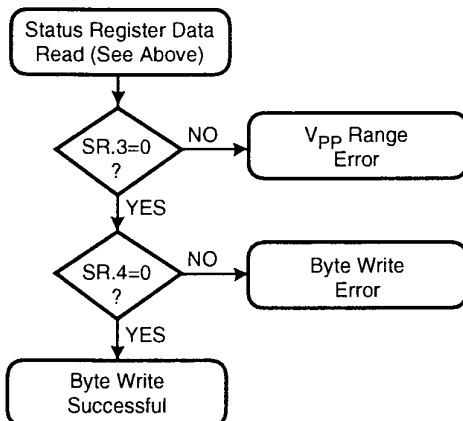 Status Register Data
Read (See Above)
SR.3=0
?
NO
VPP Range
Error
YES
SR.4=0
?
NO
Byte Write
Error
YES
Byte Write
Successful